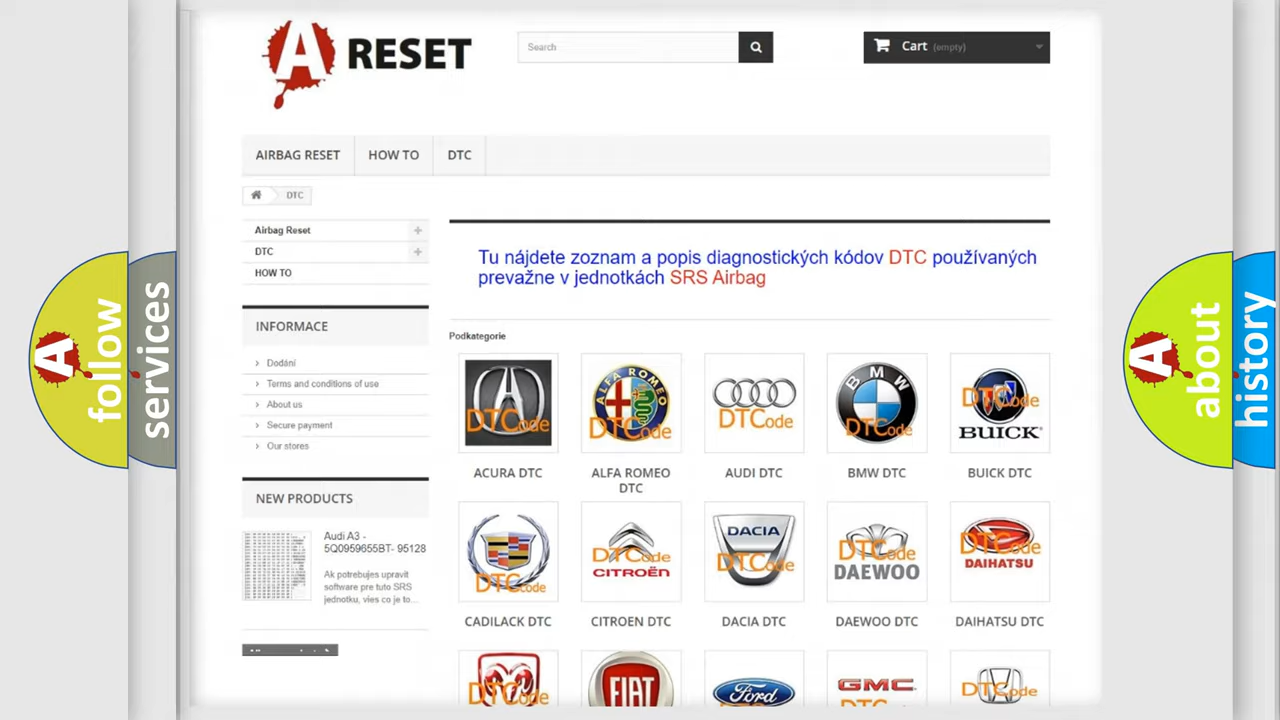 A RESET
Search
Cart (empty)
AIRBAG RESET
HOW TO
DTC
DTC
Airbag Reset
DTC
HOW TO
INFORMACE
Dodání
Terms and conditions of use
About us
Secure payment
Our stores
NEW PRODUCTS
Audi A3 -
5Q0959655BT- 95128
Ak potrebujes upravit
software pre tuto SRS
jednotku, vies co je to...
Tu nájdete zoznam a popis diagnostických kódov DTC používaných
prevažne v jednotkách SRS Airbag
Podkategorie
DTCode
ALFA ROMEO
DTCode
DTCode
BMW
DTCode
DTCode
BUICK
ACURA DTC
ALFA ROMEO
DTC
AUDI DTC
BMW DTC
BUICK DTC
DTCode
DTCode
CITROËN
DACIA
DTCode
DTCode
DAEWOO
DTCode
DAIHATSU
CADILACK DTC
CITROEN DTC
DACIA DTC
DAEWOO DTC
DAIHATSU DTC
DTCode
FIAT
Ford
GMC
DTCode
A follow
services
A about
history